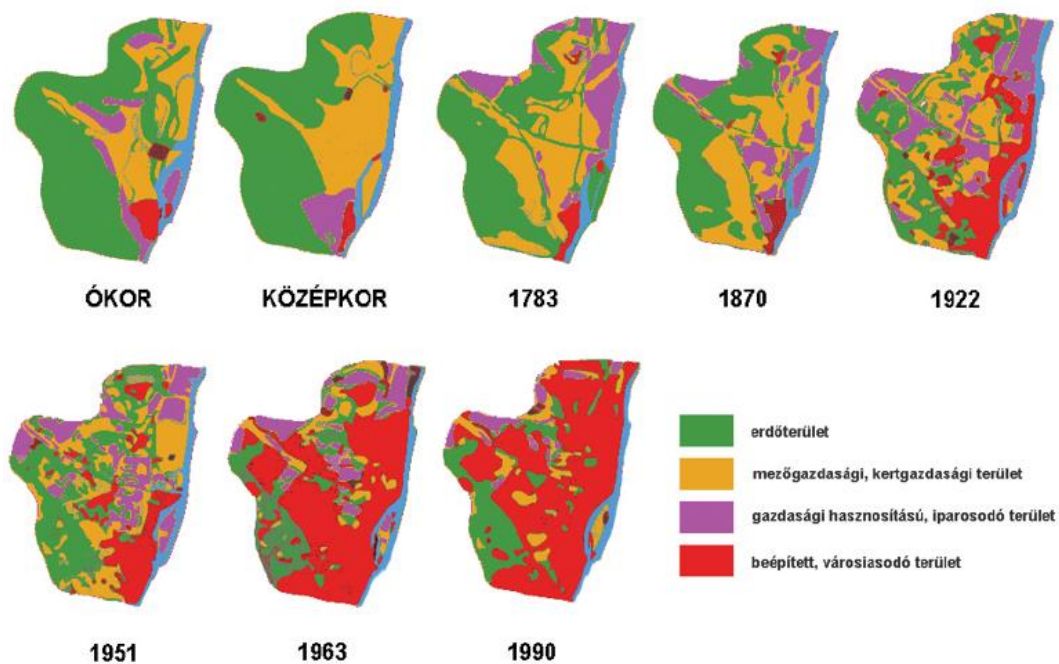 ÓKOR
KÖZÉPKOR
1783
1870
1922
1951
1963
1990
erdőterület
mezőgazdasági, kertgazdasági terület
gazdasági hasznosítású, iparosodó terület
beépített, városiasodó terület